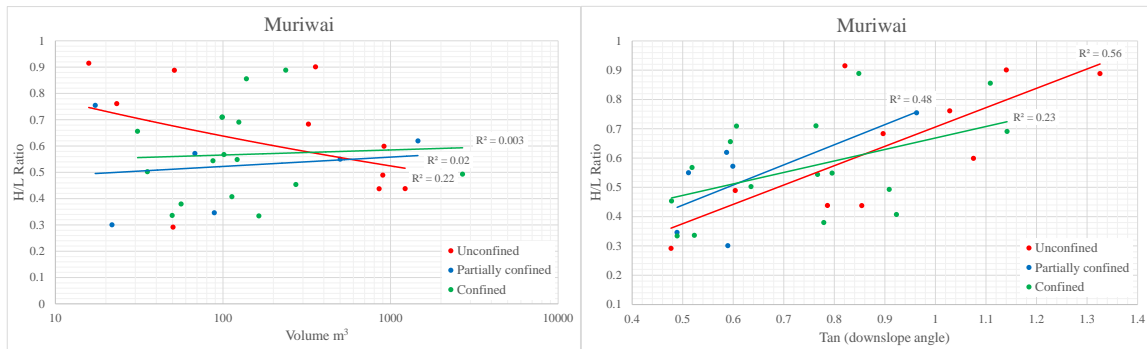 Muriwai
H/L Ratio
1
0.9
0.8
0.7
0.6
0.5
0.4
0.3
0.2
0.1
0
R² = 0.003
R² = 0.02
R² = 0.22
Unconfined
Partially confined
Confined
10
100
1000
10000
Volume m³
Muriwai
H/L Ratio
1
0.9
0.8
0.7
0.6
0.5
0.4
0.3
0.2
0.1
R² = 0.56
R² = 0.48
R² = 0.23
Unconfined
Partially confined
Confined
0.4
0.5
0.6
0.7
0.8
0.9
1
1.1
1.2
1.3
1.4
Tan (downslope angle)